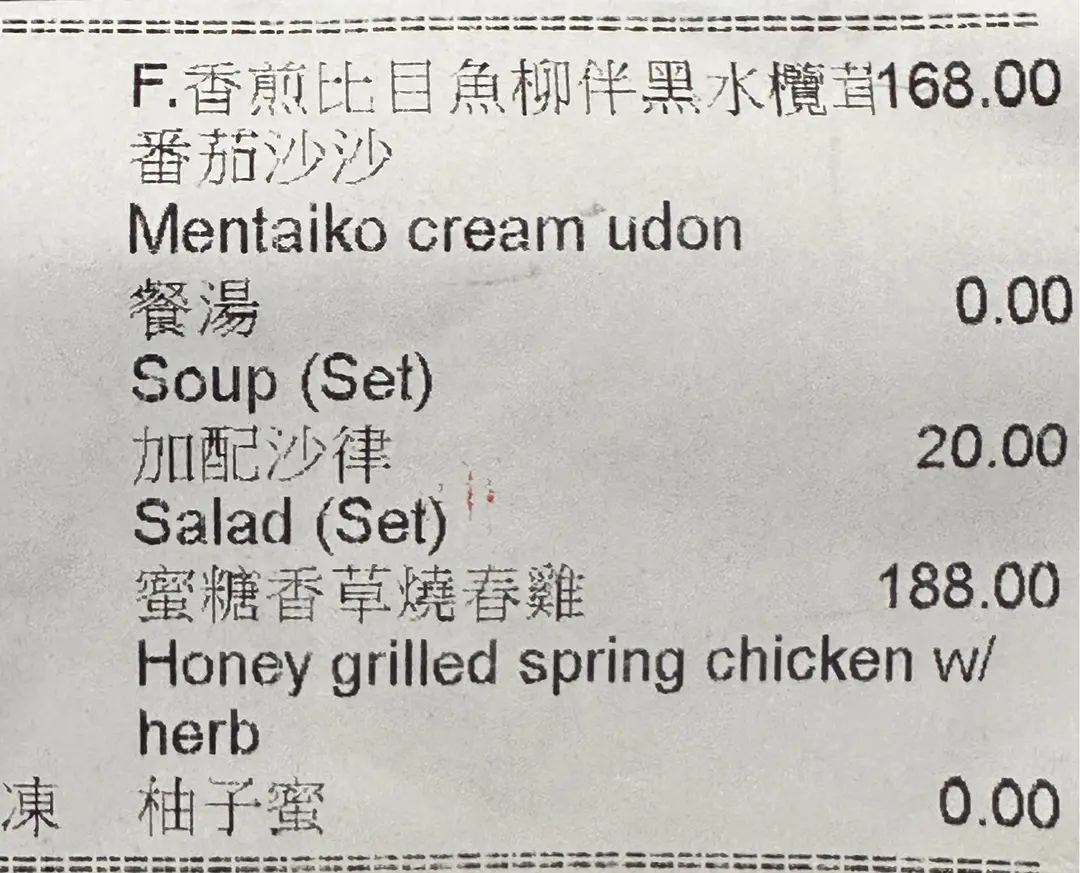 F.香煎比目魚柳伴黑水欖茸168.00
番茄沙沙
Mentaiko cream udon
餐湯 0.00
Soup (Set)
加配沙律 20.00
Salad (Set)
蜜糖香草燒春雞 188.00
Honey grilled spring chicken w/
herb
凍 柚子蜜 0.00